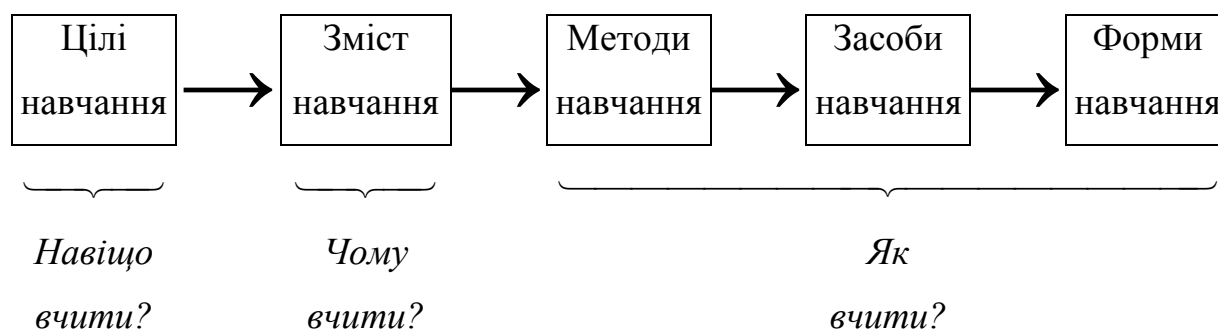 Цілі
навчання
Зміст
навчання
Методи
навчання
Засоби
навчання
Форми
навчання
Навіщо
вчити?
Чому
вчити?
Як
вчити?